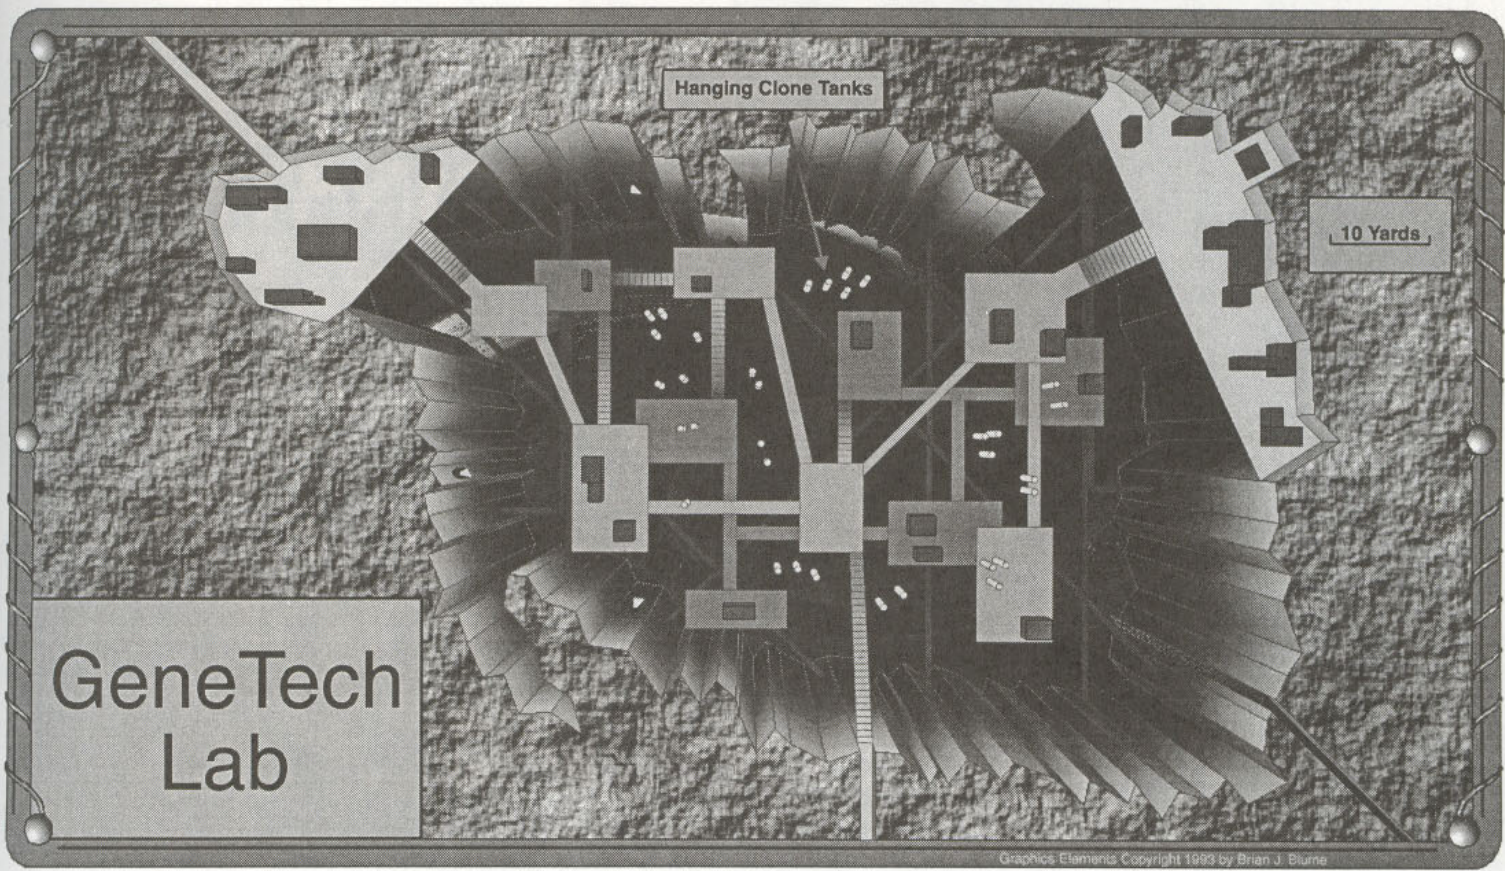 Hanging Clone Tanks
10 Yards
GeneTech
Lab
Graphics Elements Copyright 1993 by Brian J. Blume